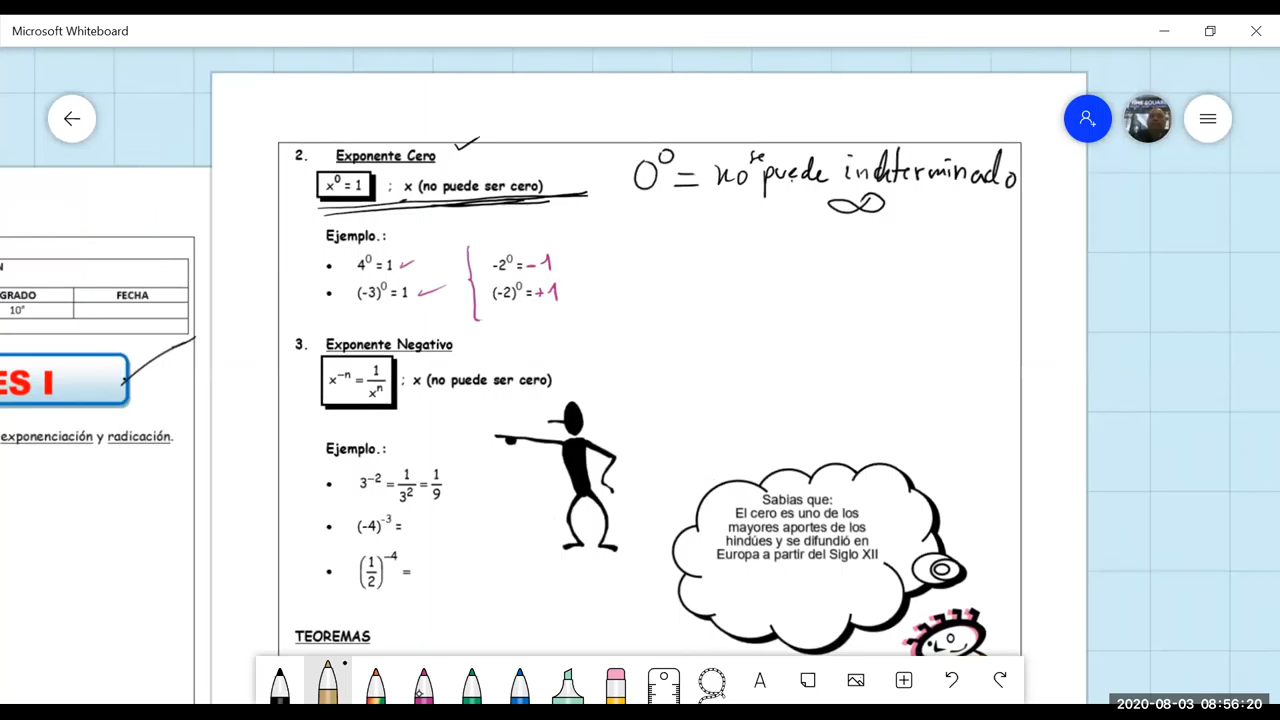 Microsoft Whiteboard
2. Exponente Cero
x⁰ = 1 ; x (no puede ser cero)
0⁰ = no se puede indeterminado
∞
Ejemplo.:
• 4⁰ = 1
• (-3)⁰ = 1
-2⁰ = -1
(-2)⁰ = +1
3. Exponente Negativo
x⁻ⁿ = 1/xⁿ ; x (no puede ser cero)
Ejemplo.:
• 3⁻² = 1/3² = 1/9
• (-4)⁻³ =
• (1/2)⁻⁴ =
TEOREMAS
Sabias que:
El cero es uno de los
mayores aportes de los
hindúes y se difundió en
Europa a partir del Siglo XII
N
GRADO FECHA
10°
ES I
exponenciación y radicación.
A
2020-08-03 08:56:20